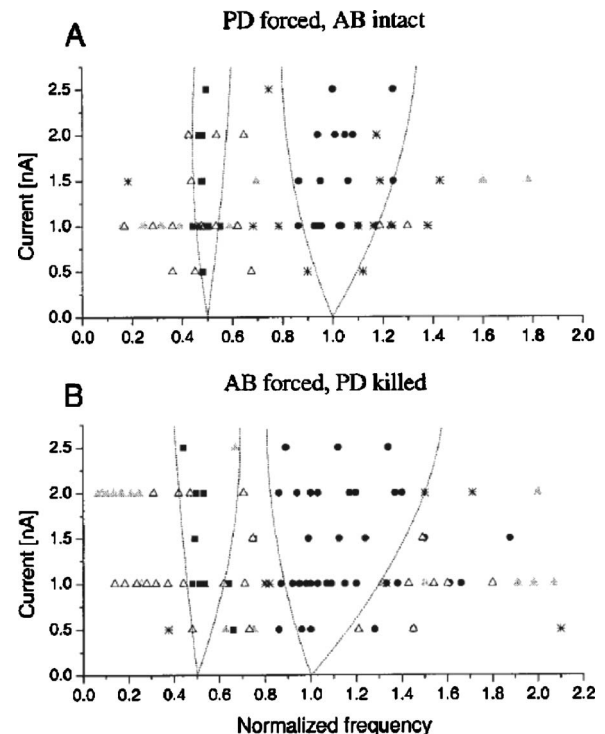 A
PD forced, AB intact
Current [nA]
2.5
2.0
1.5
1.0
0.5
0.0
0.0 0.2 0.4 0.6 0.8 1.0 1.2 1.4 1.6 1.8 2.0
B
AB forced, PD killed
Current [nA]
2.5
2.0
1.5
1.0
0.5
0.0
0.0 0.2 0.4 0.6 0.8 1.0 1.2 1.4 1.6 1.8 2.0 2.2
Normalized frequency